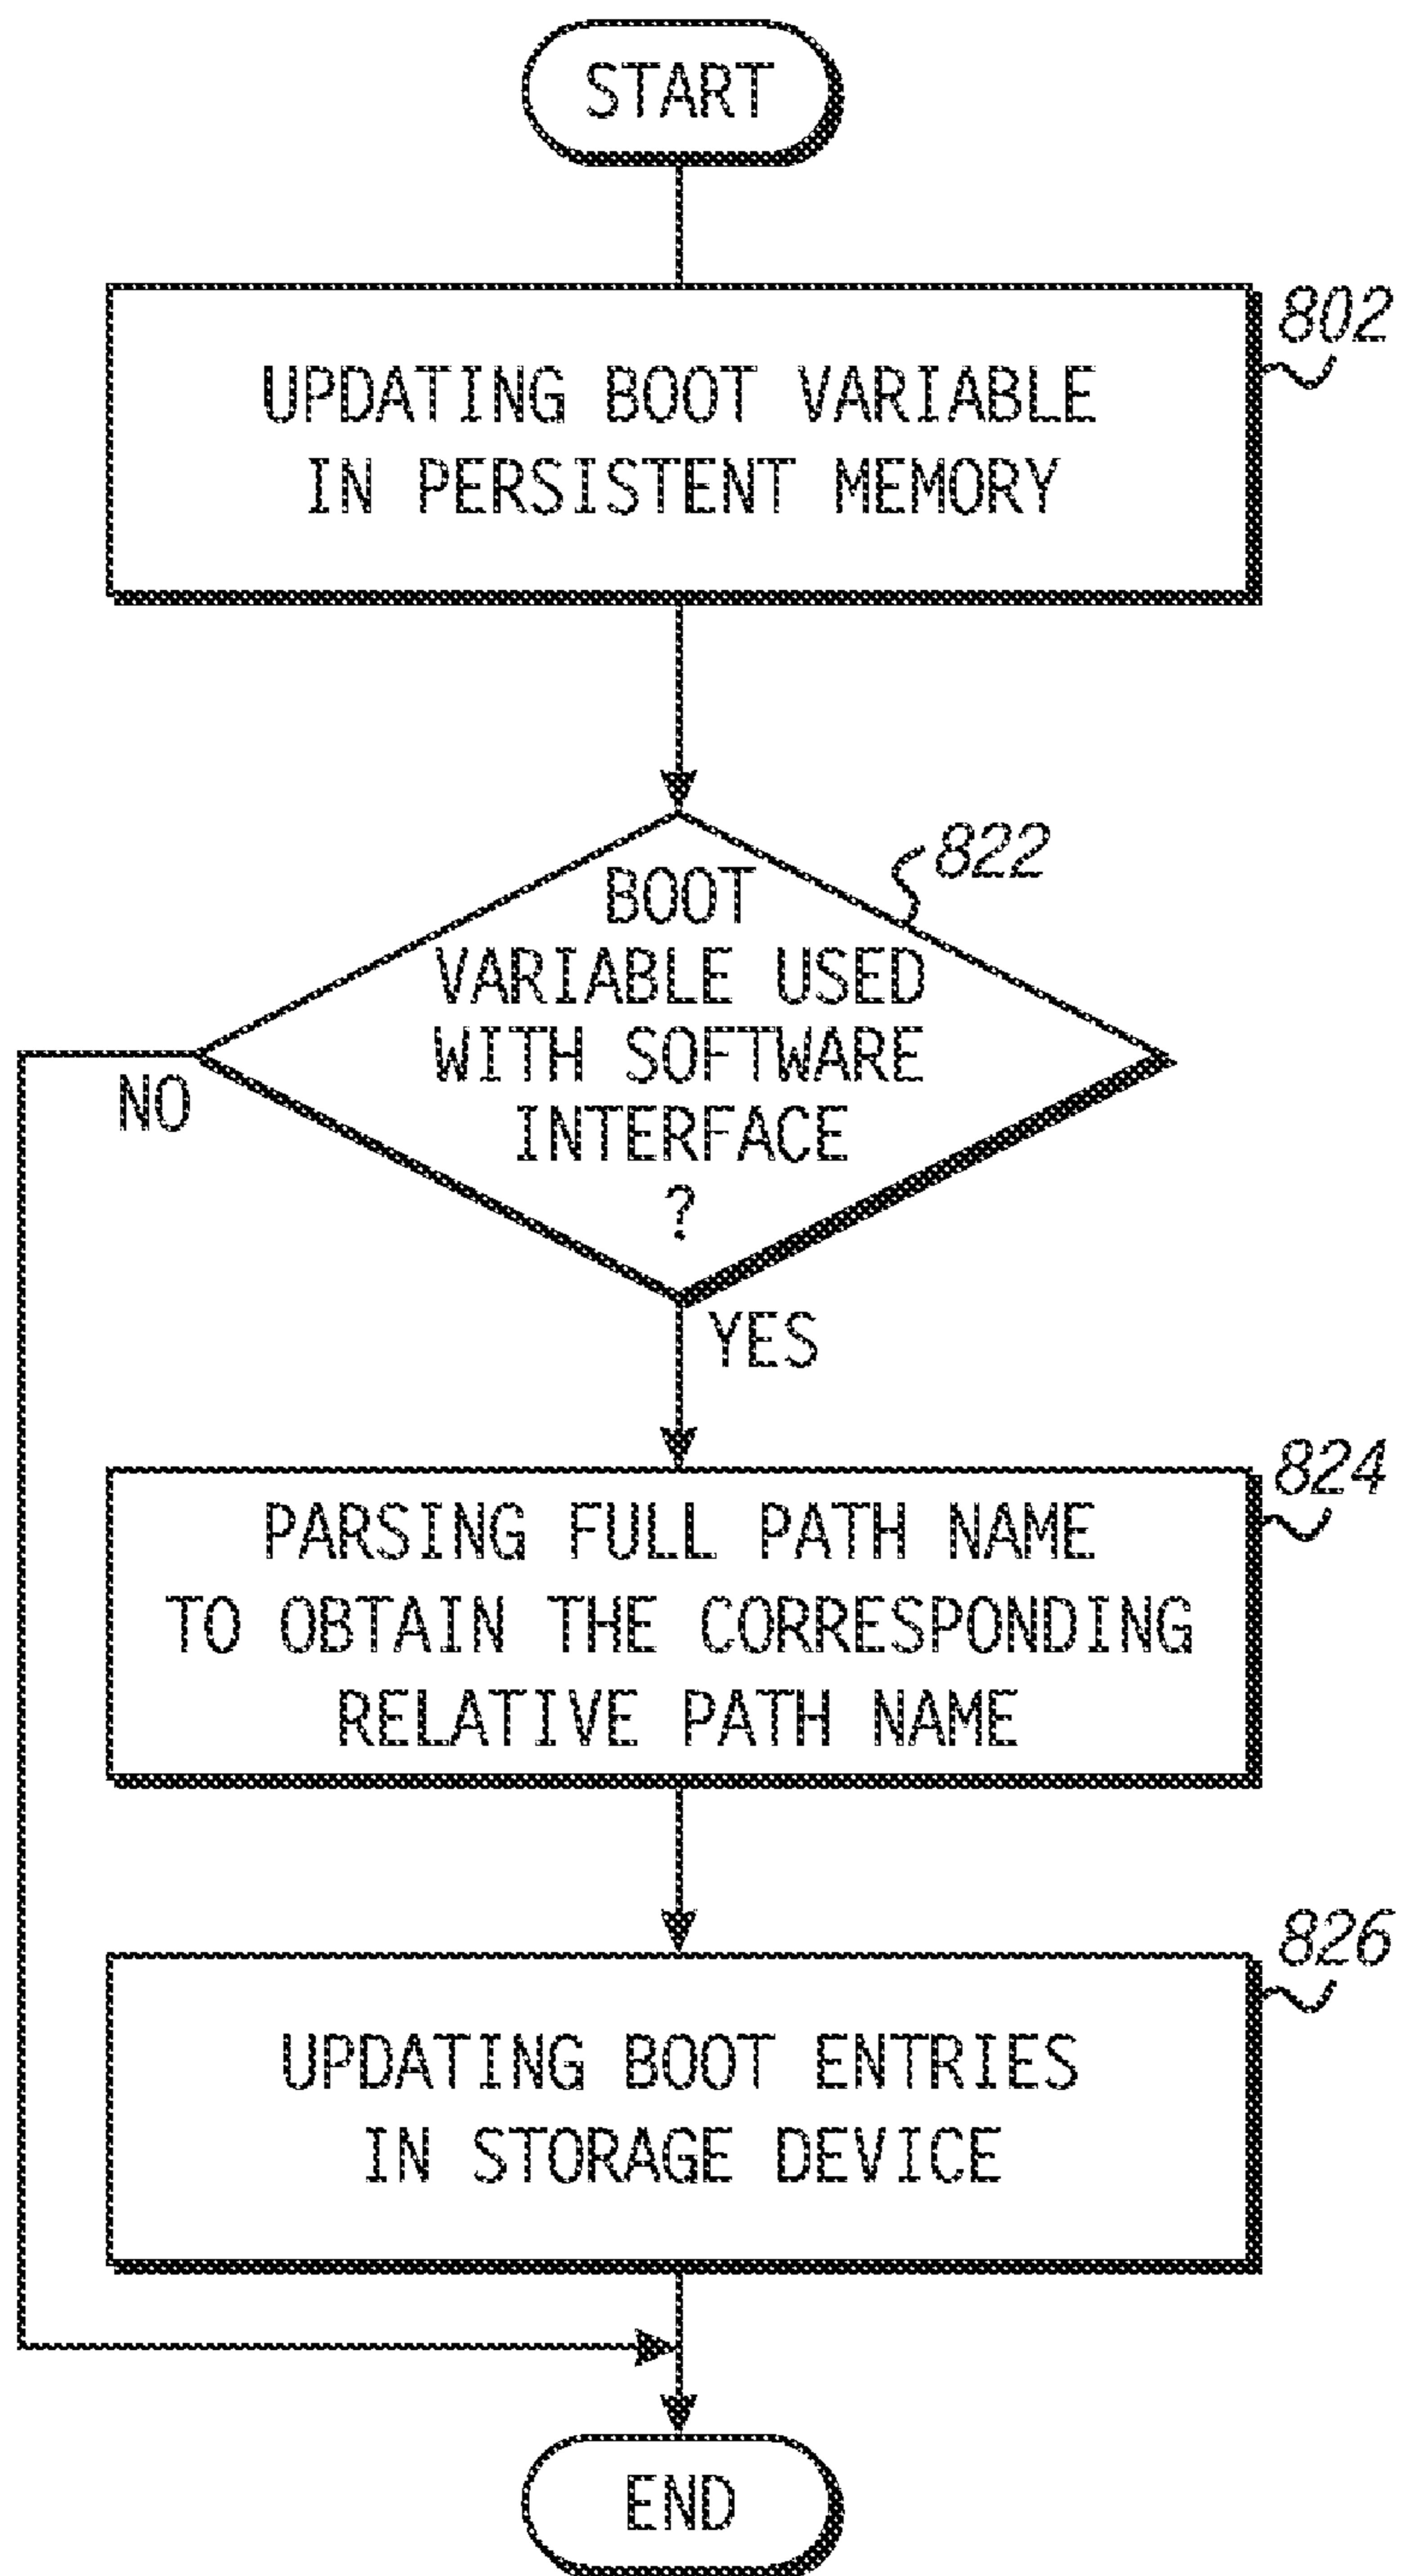 START
802
UPDATING BOOT VARIABLE
IN PERSISTENT MEMORY
822
BOOT
VARIABLE USED
WITH SOFTWARE
INTERFACE
?
NO
YES
824
PARSING FULL PATH NAME
TO OBTAIN THE CORRESPONDING
RELATIVE PATH NAME
826
UPDATING BOOT ENTRIES
IN STORAGE DEVICE
END